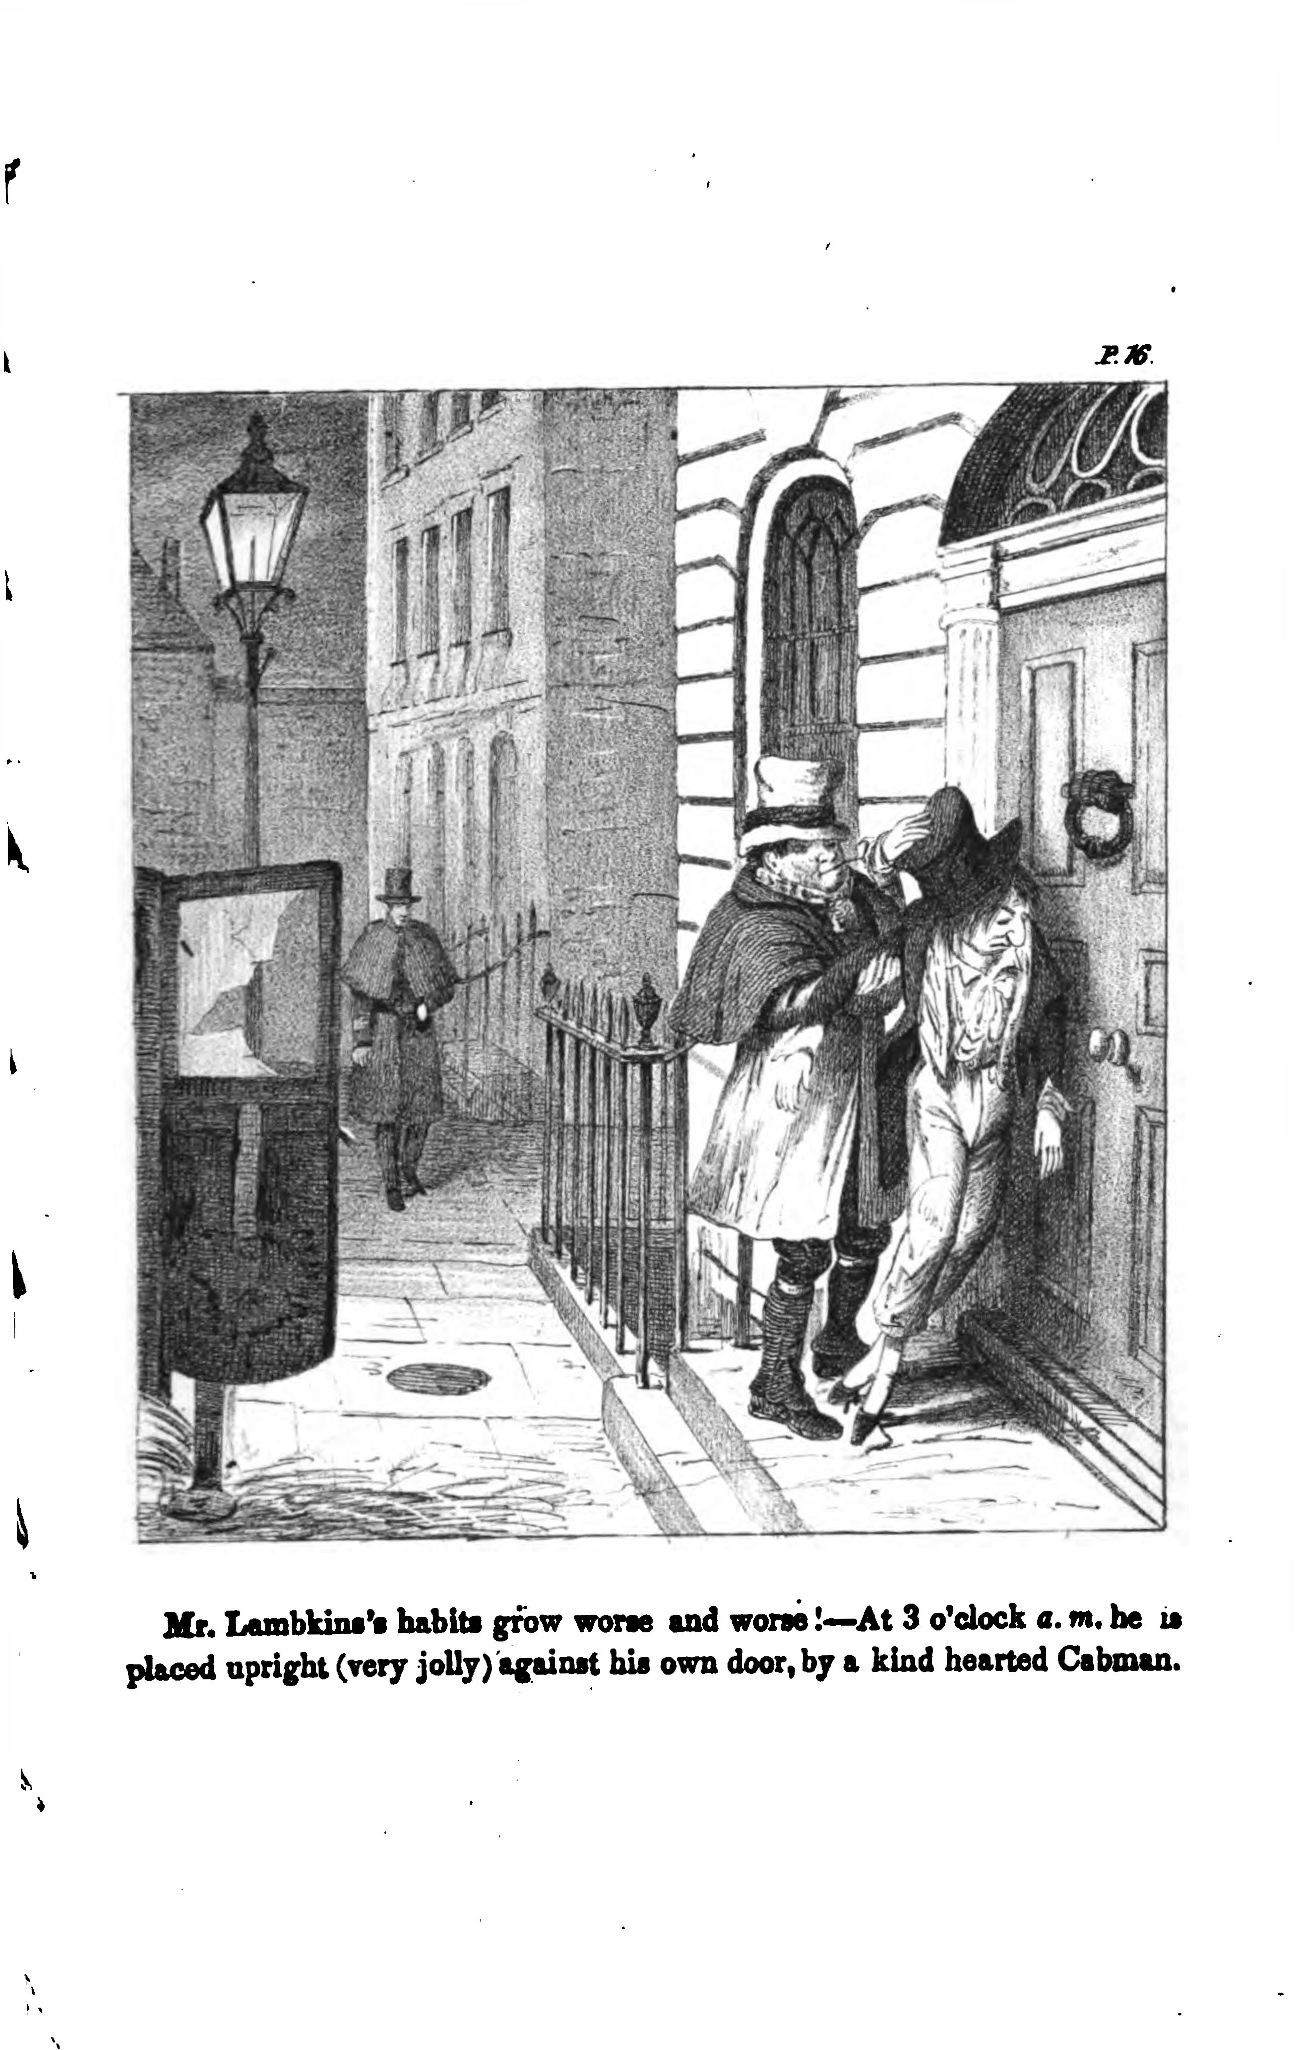 P. 16.
Mr. Lambkins's habits grow worse and worse!—At 3 o'clock a. m. he is
placed upright (very jolly) against his own door, by a kind hearted Cabman.